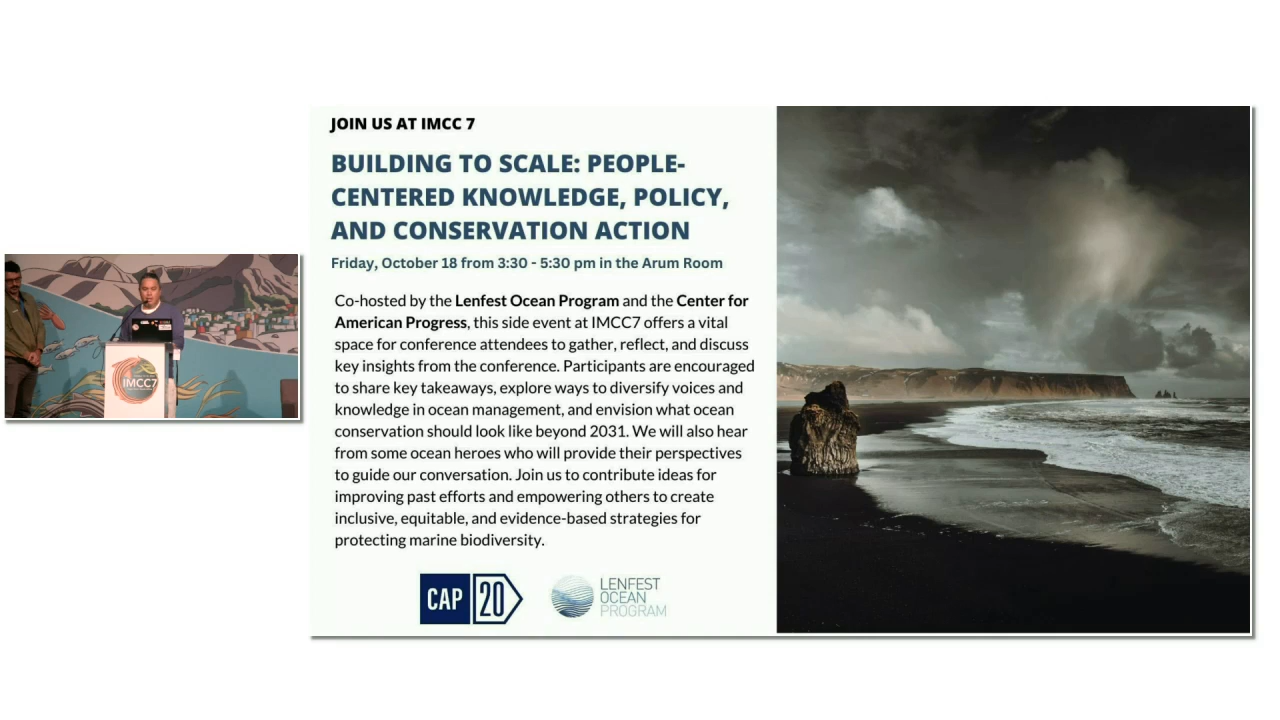 JOIN US AT IMCC 7
BUILDING TO SCALE: PEOPLE-
CENTERED KNOWLEDGE, POLICY,
AND CONSERVATION ACTION
Friday, October 18 from 3:30 - 5:30 pm in the Arum Room
Co-hosted by the Lenfest Ocean Program and the Center for
American Progress, this side event at IMCC7 offers a vital
space for conference attendees to gather, reflect, and discuss
key insights from the conference. Participants are encouraged
to share key takeaways, explore ways to diversify voices and
knowledge in ocean management, and envision what ocean
conservation should look like beyond 2031. We will also hear
from some ocean heroes who will provide their perspectives
to guide our conversation. Join us to contribute ideas for
improving past efforts and empowering others to create
inclusive, equitable, and evidence-based strategies for
protecting marine biodiversity.
CAP 20
LENFEST
OCEAN
PROGRAM
IMCC7